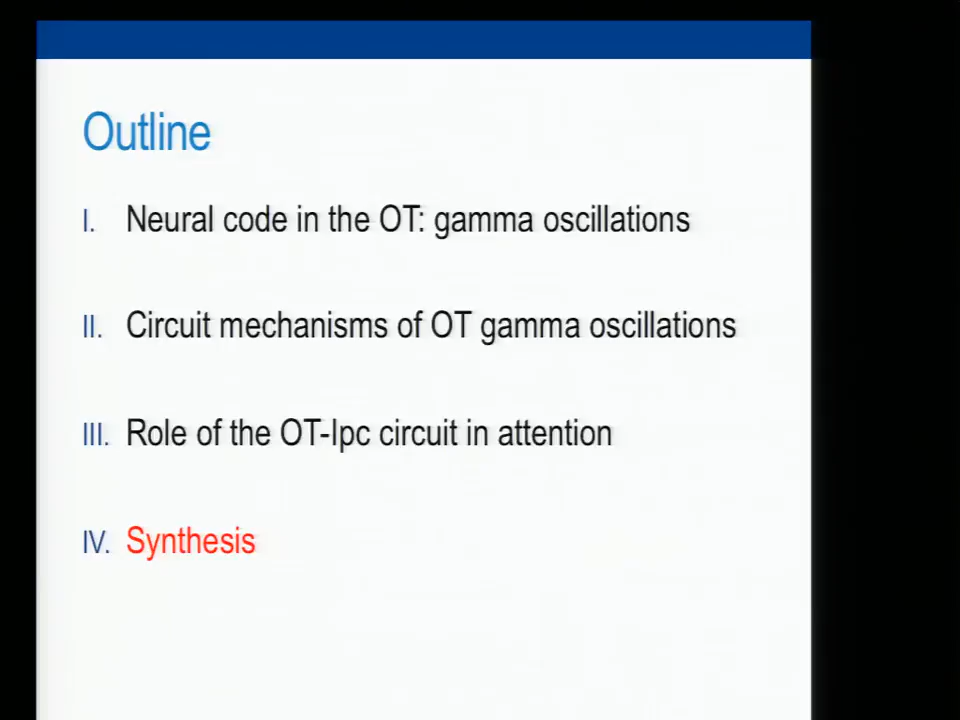 Outline
I. Neural code in the OT: gamma oscillations
II. Circuit mechanisms of OT gamma oscillations
III. Role of the OT-Ipc circuit in attention
IV. Synthesis